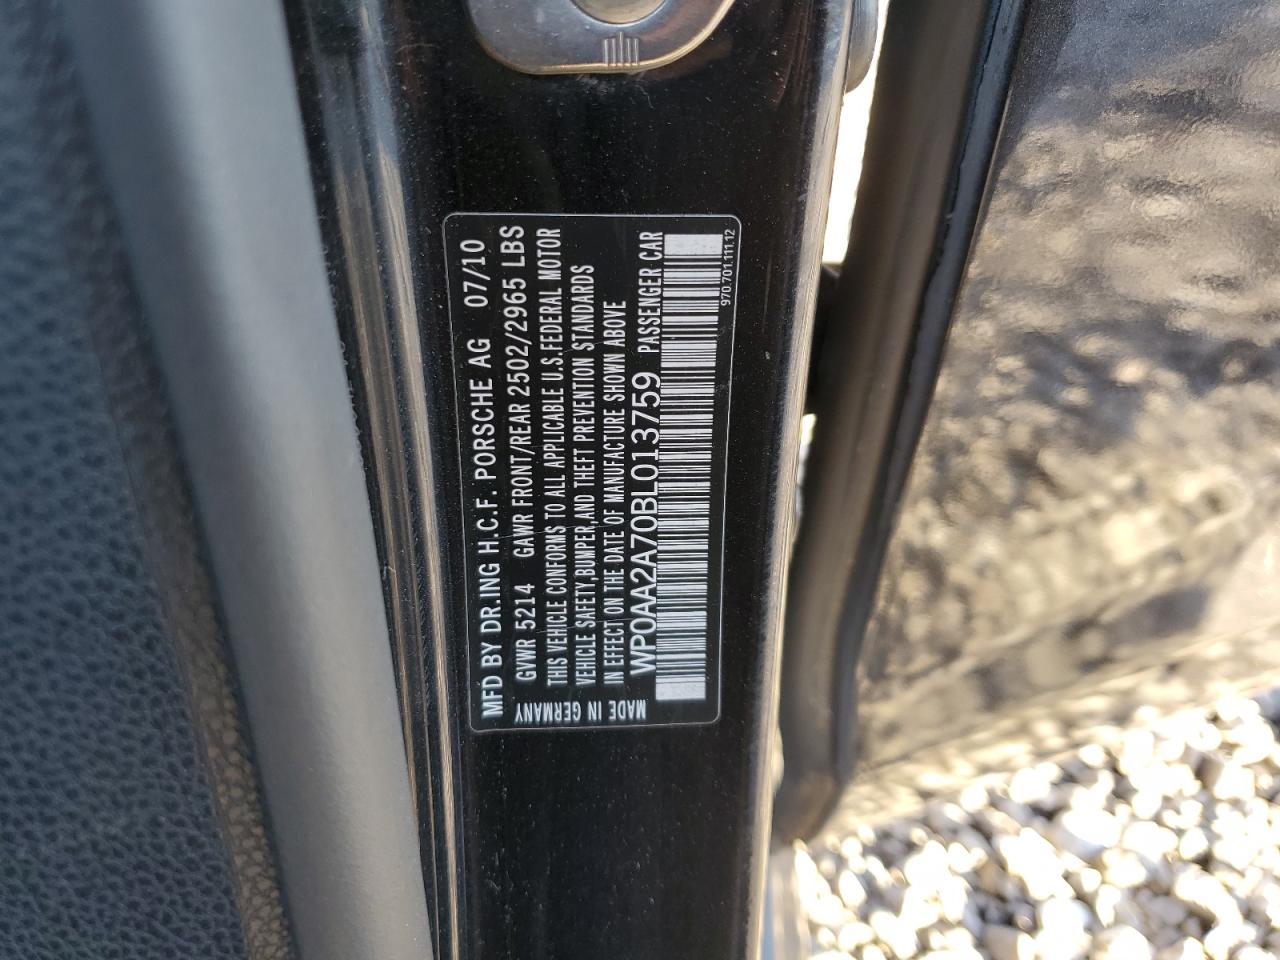 MFD BY DR.ING H.C.F. PORSCHE AG 07/10
GVWR 5214 GAWR FRONT/REAR 2502/2965 LBS
THIS VEHICLE CONFORMS TO ALL APPLICABLE U.S.FEDERAL MOTOR
VEHICLE SAFETY,BUMPER,AND THEFT PREVENTION STANDARDS
IN EFFECT ON THE DATE OF MANUFACTURE SHOWN ABOVE
WP0AA2A70BL013759 PASSENGER CAR
MADE IN GERMANY
970.701.111.12